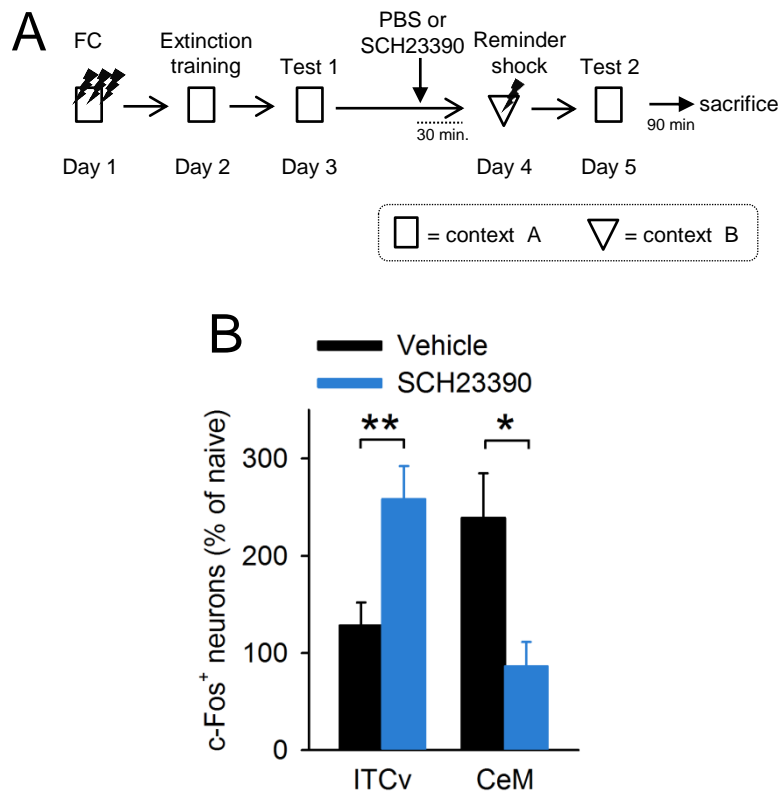 A
FC
Extinction
training
Test 1
PBS or
SCH23390
Reminder
shock
Test 2
30 min.
90 min
sacrifice
Day 1
Day 2
Day 3
Day 4
Day 5
= context A
= context B
B
Vehicle
SCH23390
c-Fos+ neurons (% of naive)
300
200
100
0
**
*
ITCv
CeM